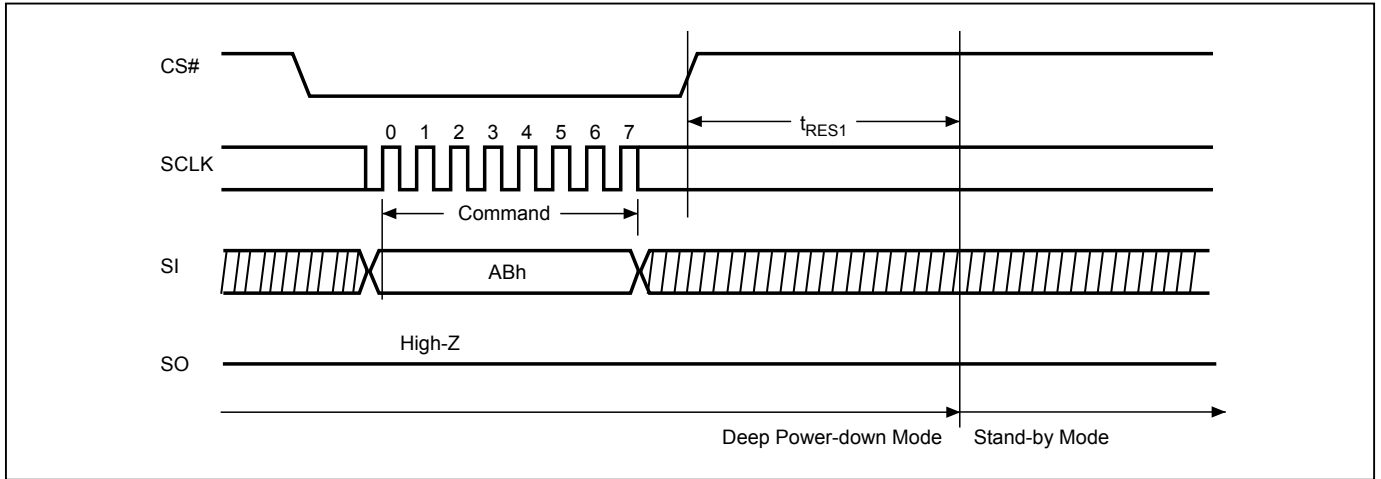 CS#
t_RES1
0 1 2 3 4 5 6 7
SCLK
Command
SI
ABh
High-Z
SO
Deep Power-down Mode Stand-by Mode